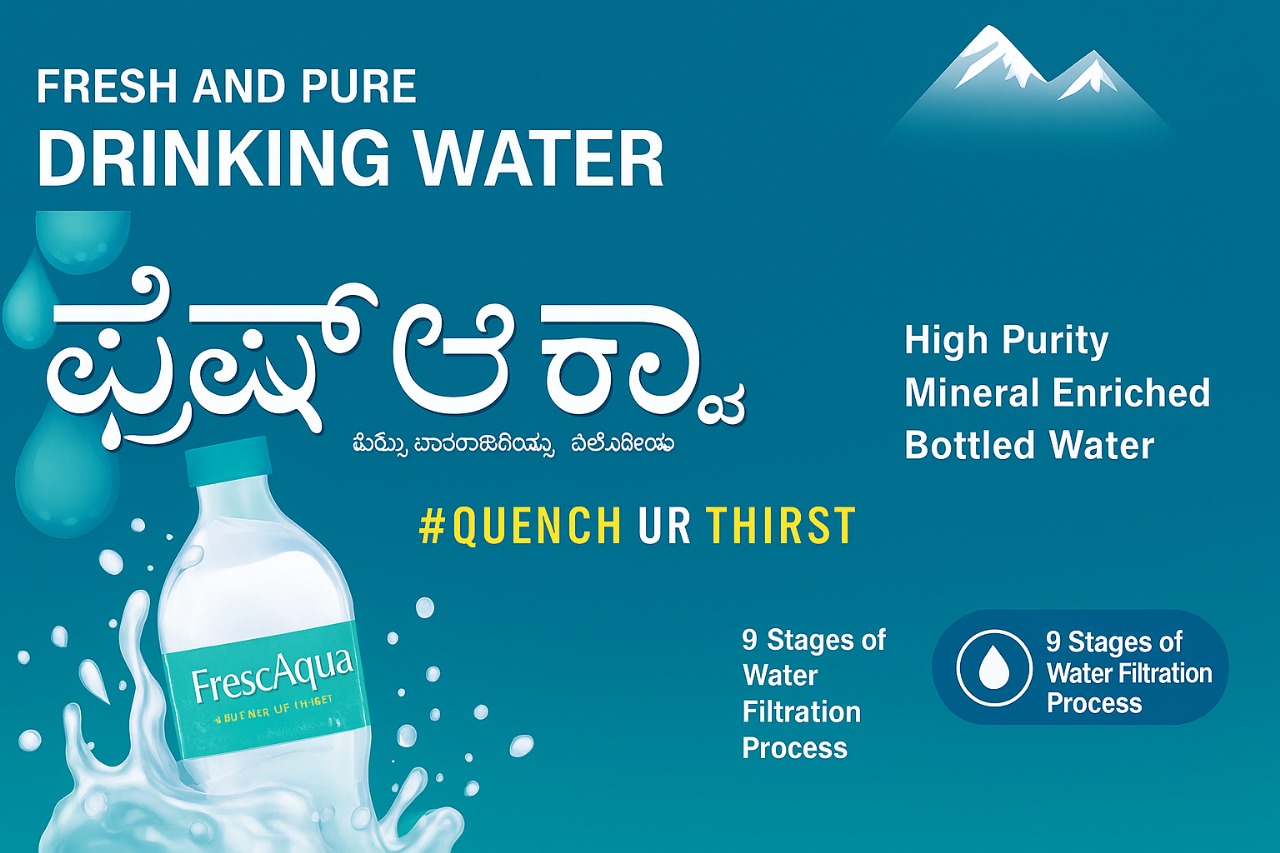 FRESH AND PURE
DRINKING WATER
ಫ್ರೆಷ್ ಆಕ್ವಾ
#QUENCH UR THIRST
High Purity
Mineral Enriched
Bottled Water
FrescAqua
9 Stages of
Water
Filtration
Process
9 Stages of
Water Filtration
Process